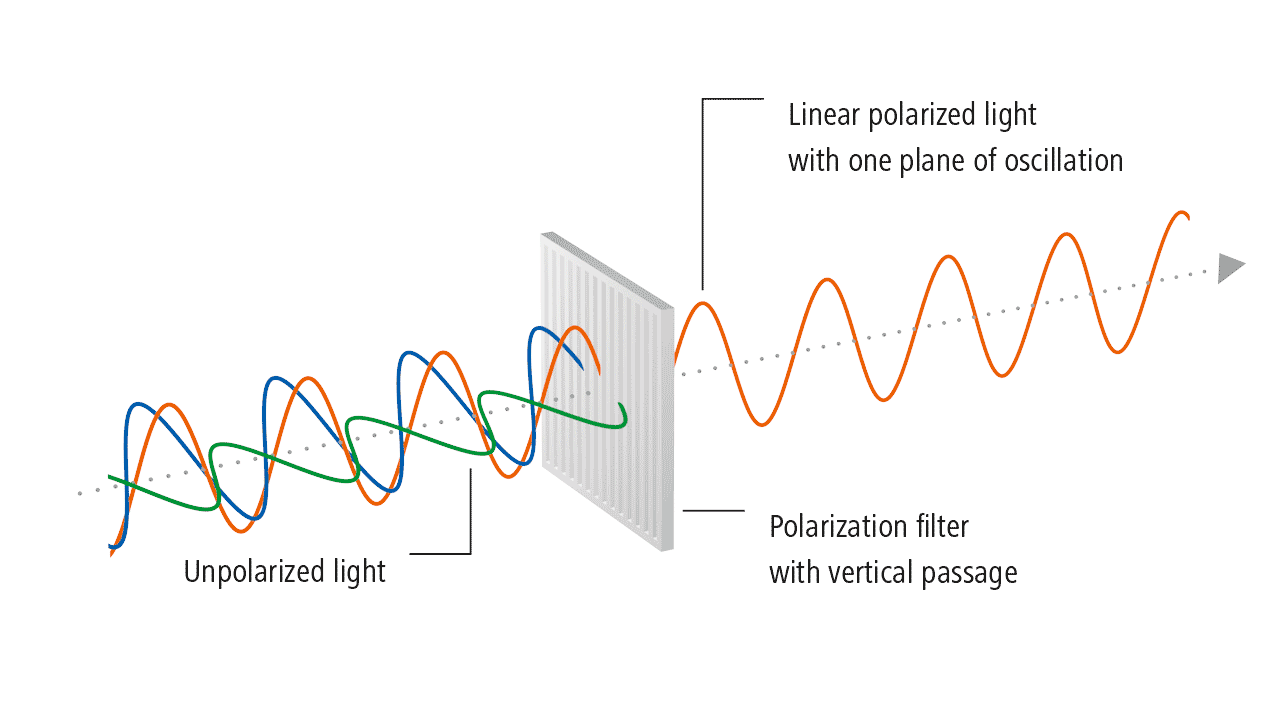 Linear polarized light
with one plane of oscillation
Unpolarized light
Polarization filter
with vertical passage